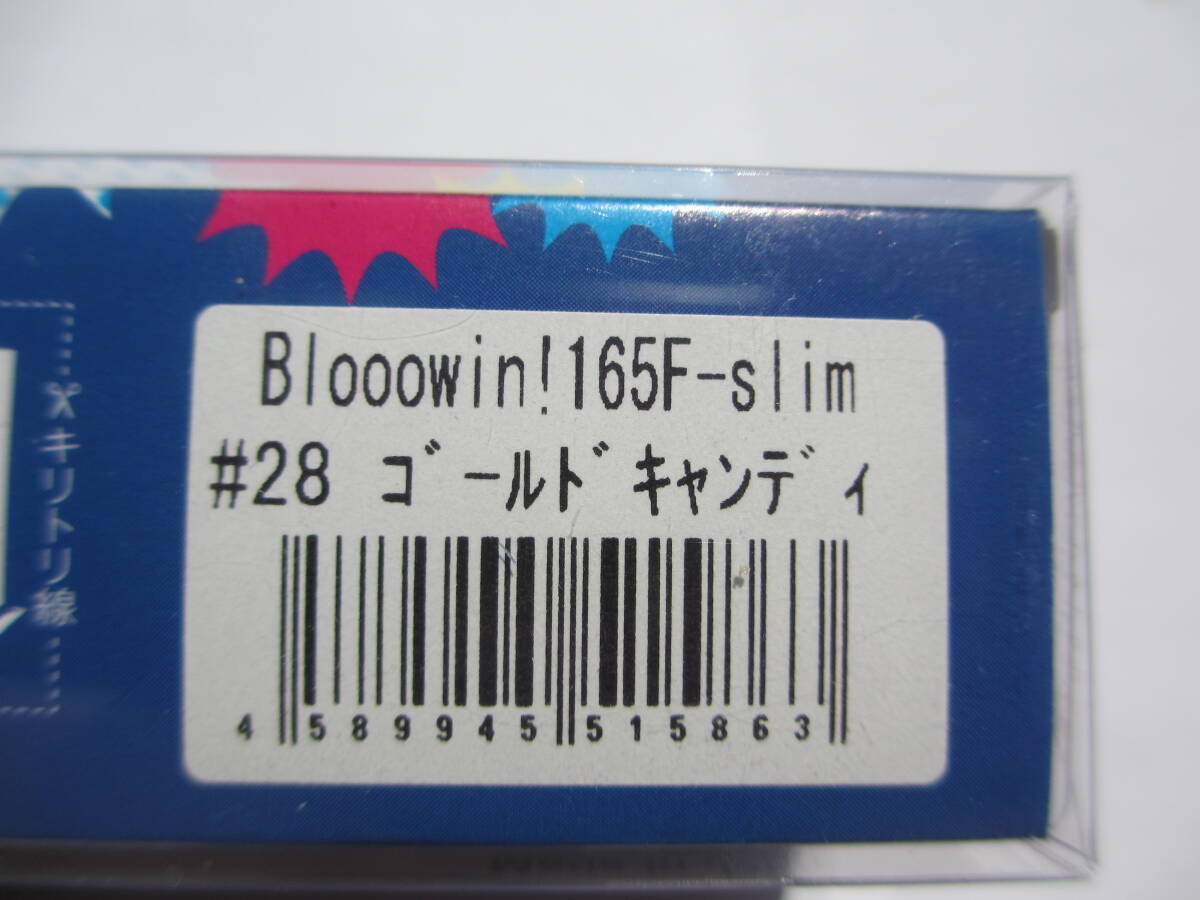 Blooowin!165F-slim
#28 ゴールドキャンディ
4 589945 515863
キリトリ線